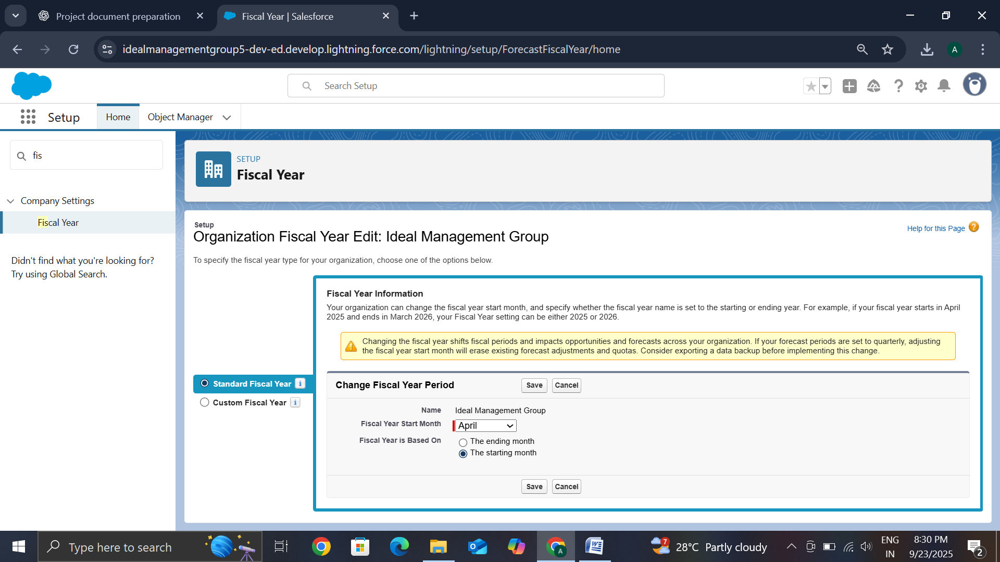 Project document preparation
Fiscal Year | Salesforce
idealmanagementgroup5-dev-ed.develop.lightning.force.com/lightning/setup/ForecastFiscalYear/home
A
Search Setup
Setup
Home
Object Manager
fis
Company Settings
Fiscal Year
Didn't find what you're looking for?
Try using Global Search.
SETUP
Fiscal Year
Setup
Organization Fiscal Year Edit: Ideal Management Group
Help for this Page ?
To specify the fiscal year type for your organization, choose one of the options below.
Standard Fiscal Year i
Custom Fiscal Year i
Fiscal Year Information
Your organization can change the fiscal year start month, and specify whether the fiscal year name is set to the starting or ending year. For example, if your fiscal year starts in April
2025 and ends in March 2026, your Fiscal Year setting can be either 2025 or 2026.
Changing the fiscal year shifts fiscal periods and impacts opportunities and forecasts across your organization. If your forecast periods are set to quarterly, adjusting
the fiscal year start month will erase existing forecast adjustments and quotas. Consider exporting a data backup before implementing this change.
Change Fiscal Year Period
Save
Cancel
Name Ideal Management Group
Fiscal Year Start Month April
Fiscal Year is Based On The ending month
The starting month
Save
Cancel
Type here to search
A
7
28°C Partly cloudy
ENG
IN
8:30 PM
9/23/2025
2